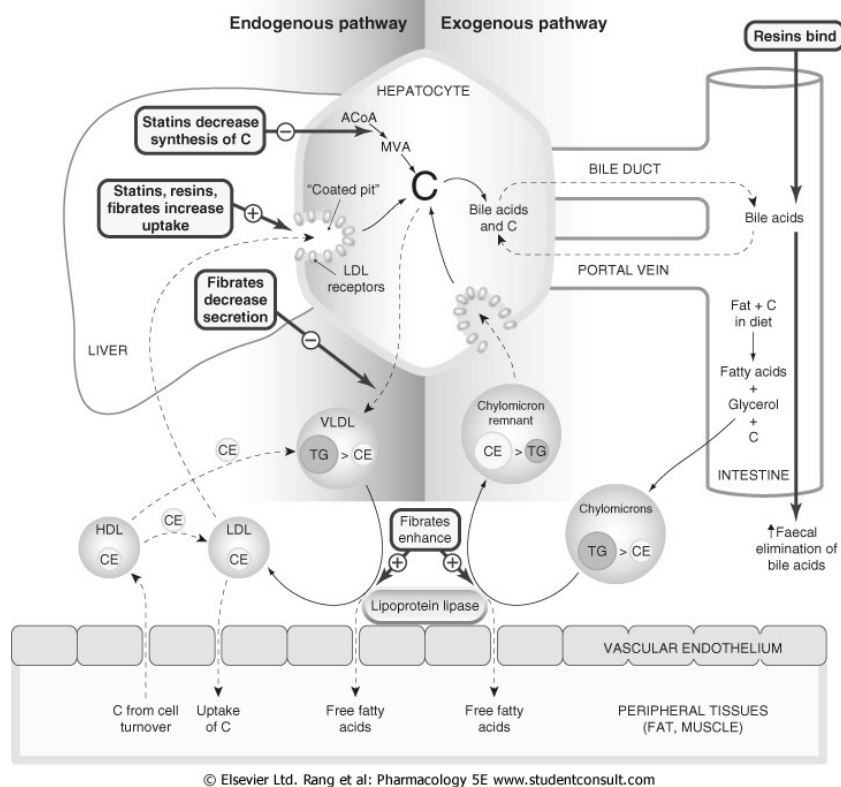 Endogenous pathway
Exogenous pathway
Resins bind
HEPATOCYTE
Statins decrease
synthesis of C
−
ACoA
MVA
C
"Coated pit"
Statins, resins,
fibrates increase
uptake
+
LDL
receptors
Bile acids
and C
BILE DUCT
Bile acids
PORTAL VEIN
Fibrates
decrease
secretion
−
LIVER
Fat + C
in diet
Fatty acids
+
Glycerol
+
C
INTESTINE
VLDL
TG > CE
Chylomicron
remnant
CE > TG
CE
Chylomicrons
TG > CE
HDL
CE
CE
LDL
CE
Fibrates
enhance
+
+
Lipoprotein lipase
↑Faecal
elimination of
bile acids
VASCULAR ENDOTHELIUM
C from cell
turnover
Uptake
of C
Free fatty
acids
Free fatty
acids
PERIPHERAL TISSUES
(FAT, MUSCLE)
© Elsevier Ltd. Rang et al: Pharmacology 5E www.studentconsult.com